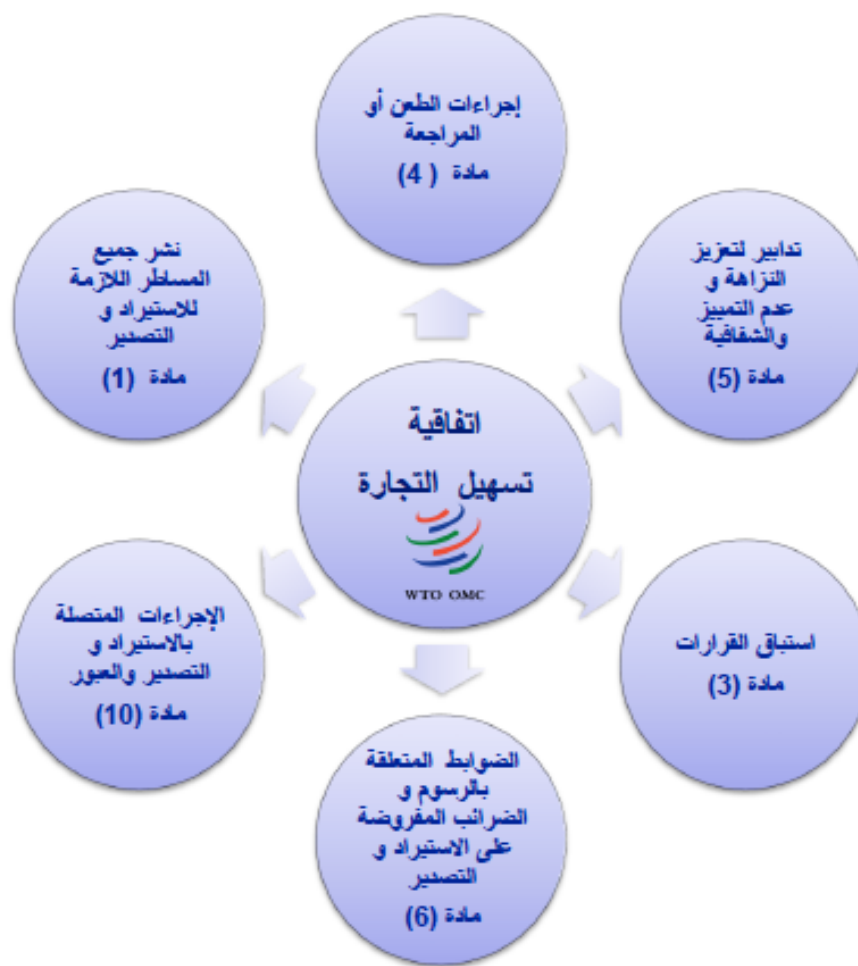 إجراءات الطعن أو
المراجعة
مادة ( 4)
تدابير لتعزيز
النزاهة و
عدم التمييز
والشفافية
مادة (5)
نشر جميع
المساطر اللازمة
للاستيراد و
التصدير
مادة (1)
اتفاقية
تسهيل التجارة
WTO OMC
استباق القرارات
مادة (3)
الإجراءات المتصلة
بالاستيراد و
التصدير والعبور
مادة (10)
الضوابط المتعلقة
بالرسوم و
الضرائب المفروضة
على الاستيراد و
التصدير
مادة (6)